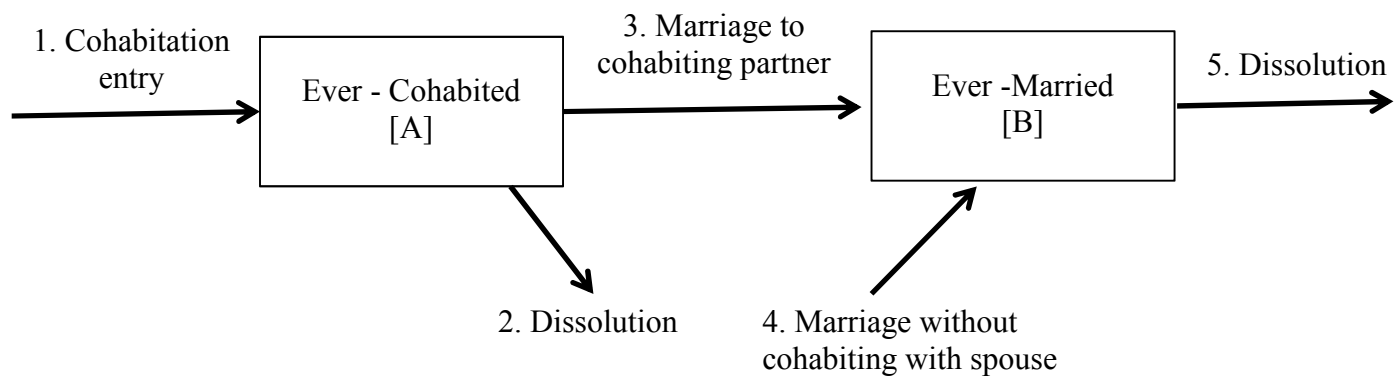 1. Cohabitation
entry
Ever - Cohabited
[A]
3. Marriage to
cohabiting partner
Ever -Married
[B]
5. Dissolution
2. Dissolution
4. Marriage without
cohabiting with spouse